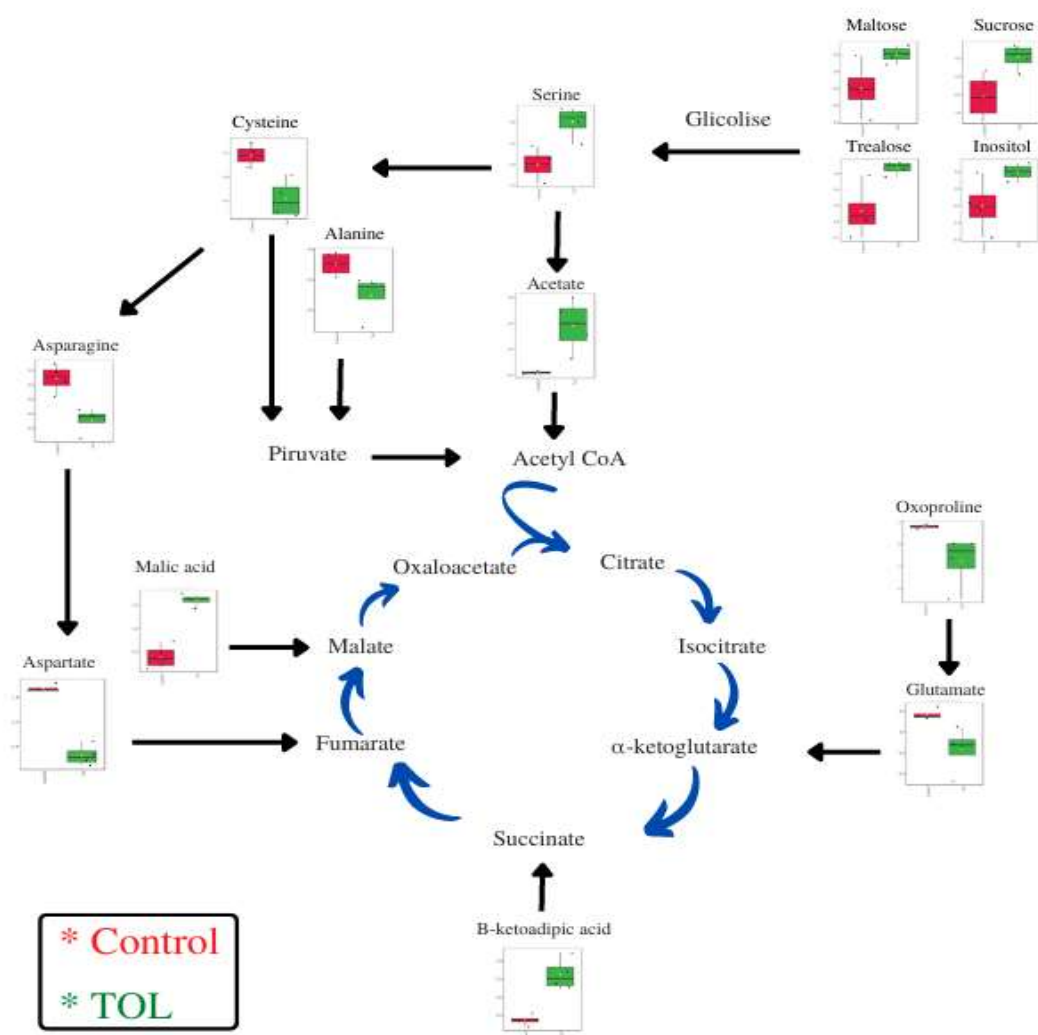 Maltose
Sucrose
Serine
Glicolise
Cysteine
Trealose
Inositol
Alanine
Acetate
Asparagine
Piruvate
Acetyl CoA
Oxoproline
Malic acid
Oxaloacetate
Citrate
Malate
Isocitrate
Aspartate
Glutamate
Fumarate
α-ketoglutarate
Succinate
B-ketoadipic acid
* Control
* TOL